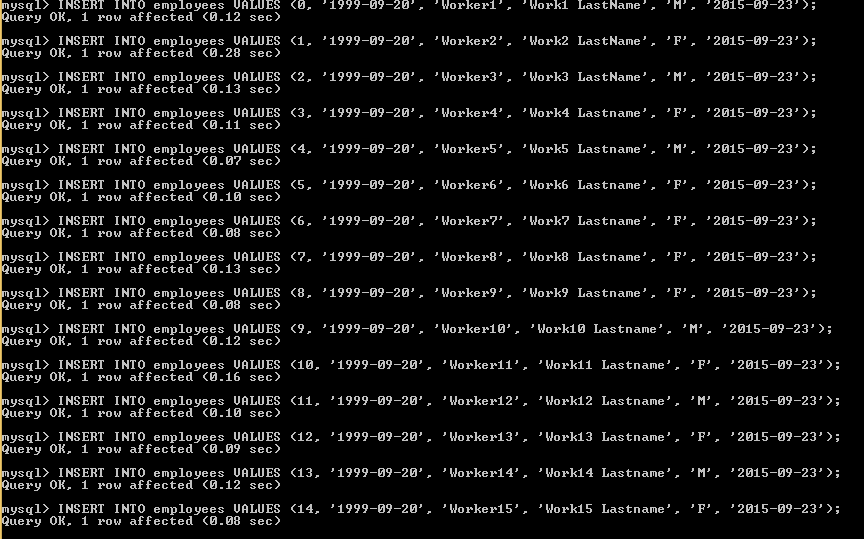 mysql> INSERT INTO employees VALUES (0, '1999-09-20', 'Worker1', 'Work1 LastName', 'M', '2015-09-23');
Query OK, 1 row affected (0.12 sec)
mysql> INSERT INTO employees VALUES (1, '1999-09-20', 'Worker2', 'Work2 LastName', 'F', '2015-09-23');
Query OK, 1 row affected (0.28 sec)
mysql> INSERT INTO employees VALUES (2, '1999-09-20', 'Worker3', 'Work3 LastName', 'M', '2015-09-23');
Query OK, 1 row affected (0.13 sec)
mysql> INSERT INTO employees VALUES (3, '1999-09-20', 'Worker4', 'Work4 Lastname', 'F', '2015-09-23');
Query OK, 1 row affected (0.11 sec)
mysql> INSERT INTO employees VALUES (4, '1999-09-20', 'Worker5', 'Work5 Lastname', 'M', '2015-09-23');
Query OK, 1 row affected (0.07 sec)
mysql> INSERT INTO employees VALUES (5, '1999-09-20', 'Worker6', 'Work6 Lastname', 'F', '2015-09-23');
Query OK, 1 row affected (0.10 sec)
mysql> INSERT INTO employees VALUES (6, '1999-09-20', 'Worker7', 'Work7 Lastname', 'F', '2015-09-23');
Query OK, 1 row affected (0.08 sec)
mysql> INSERT INTO employees VALUES (7, '1999-09-20', 'Worker8', 'Work8 Lastname', 'F', '2015-09-23');
Query OK, 1 row affected (0.13 sec)
mysql> INSERT INTO employees VALUES (8, '1999-09-20', 'Worker9', 'Work9 Lastname', 'F', '2015-09-23');
Query OK, 1 row affected (0.08 sec)
mysql> INSERT INTO employees VALUES (9, '1999-09-20', 'Worker10', 'Work10 Lastname', 'M', '2015-09-23');
Query OK, 1 row affected (0.12 sec)
mysql> INSERT INTO employees VALUES (10, '1999-09-20', 'Worker11', 'Work11 Lastname', 'F', '2015-09-23');
Query OK, 1 row affected (0.16 sec)
mysql> INSERT INTO employees VALUES (11, '1999-09-20', 'Worker12', 'Work12 Lastname', 'M', '2015-09-23');
Query OK, 1 row affected (0.10 sec)
mysql> INSERT INTO employees VALUES (12, '1999-09-20', 'Worker13', 'Work13 Lastname', 'F', '2015-09-23');
Query OK, 1 row affected (0.09 sec)
mysql> INSERT INTO employees VALUES (13, '1999-09-20', 'Worker14', 'Work14 Lastname', 'M', '2015-09-23');
Query OK, 1 row affected (0.12 sec)
mysql> INSERT INTO employees VALUES (14, '1999-09-20', 'Worker15', 'Work15 Lastname', 'F', '2015-09-23');
Query OK, 1 row affected (0.08 sec)